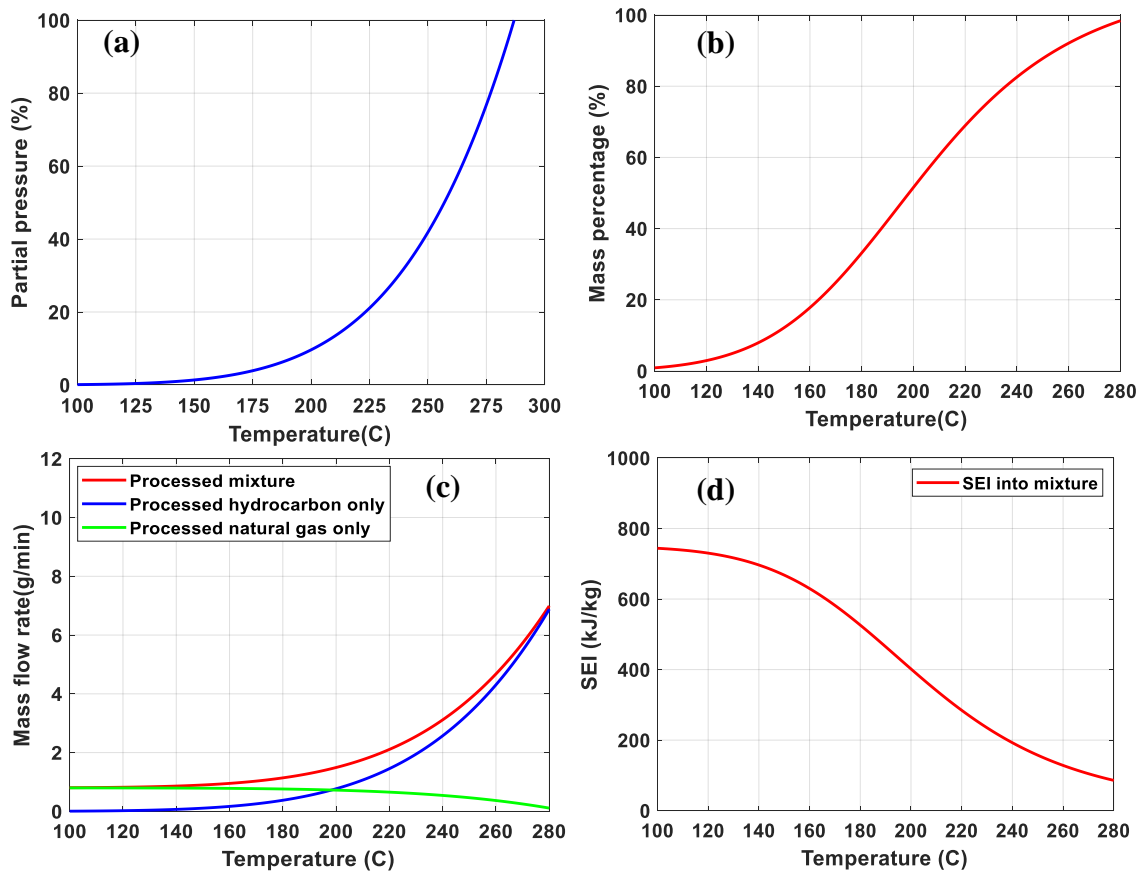 (a)
Partial pressure (%)
100
80
60
40
20
0
100 125 150 175 200 225 250 275 300
Temperature(C)
(b)
Mass percentage (%)
100
80
60
40
20
0
100 120 140 160 180 200 220 240 260 280
Temperature(C)
(c)
Processed mixture
Processed hydrocarbon only
Processed natural gas only
Mass flow rate(g/min)
12
10
8
6
4
2
0
100 120 140 160 180 200 220 240 260 280
Temperature (C)
(d)
SEI into mixture
SEI (kJ/kg)
1000
800
600
400
200
0
100 120 140 160 180 200 220 240 260 280
Temperature (C)